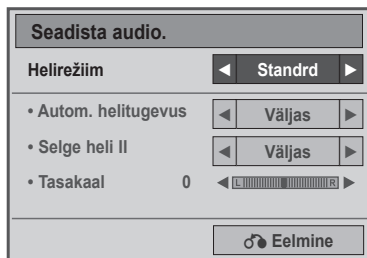 Seadista audio.
Helirežiim ◀ Standrd ▶
• Autom. helitugevus ◀ Väljas ▶
• Selge heli II ◀ Väljas ▶
• Tasakaal 0 ◀ L R ▶
Eelmine